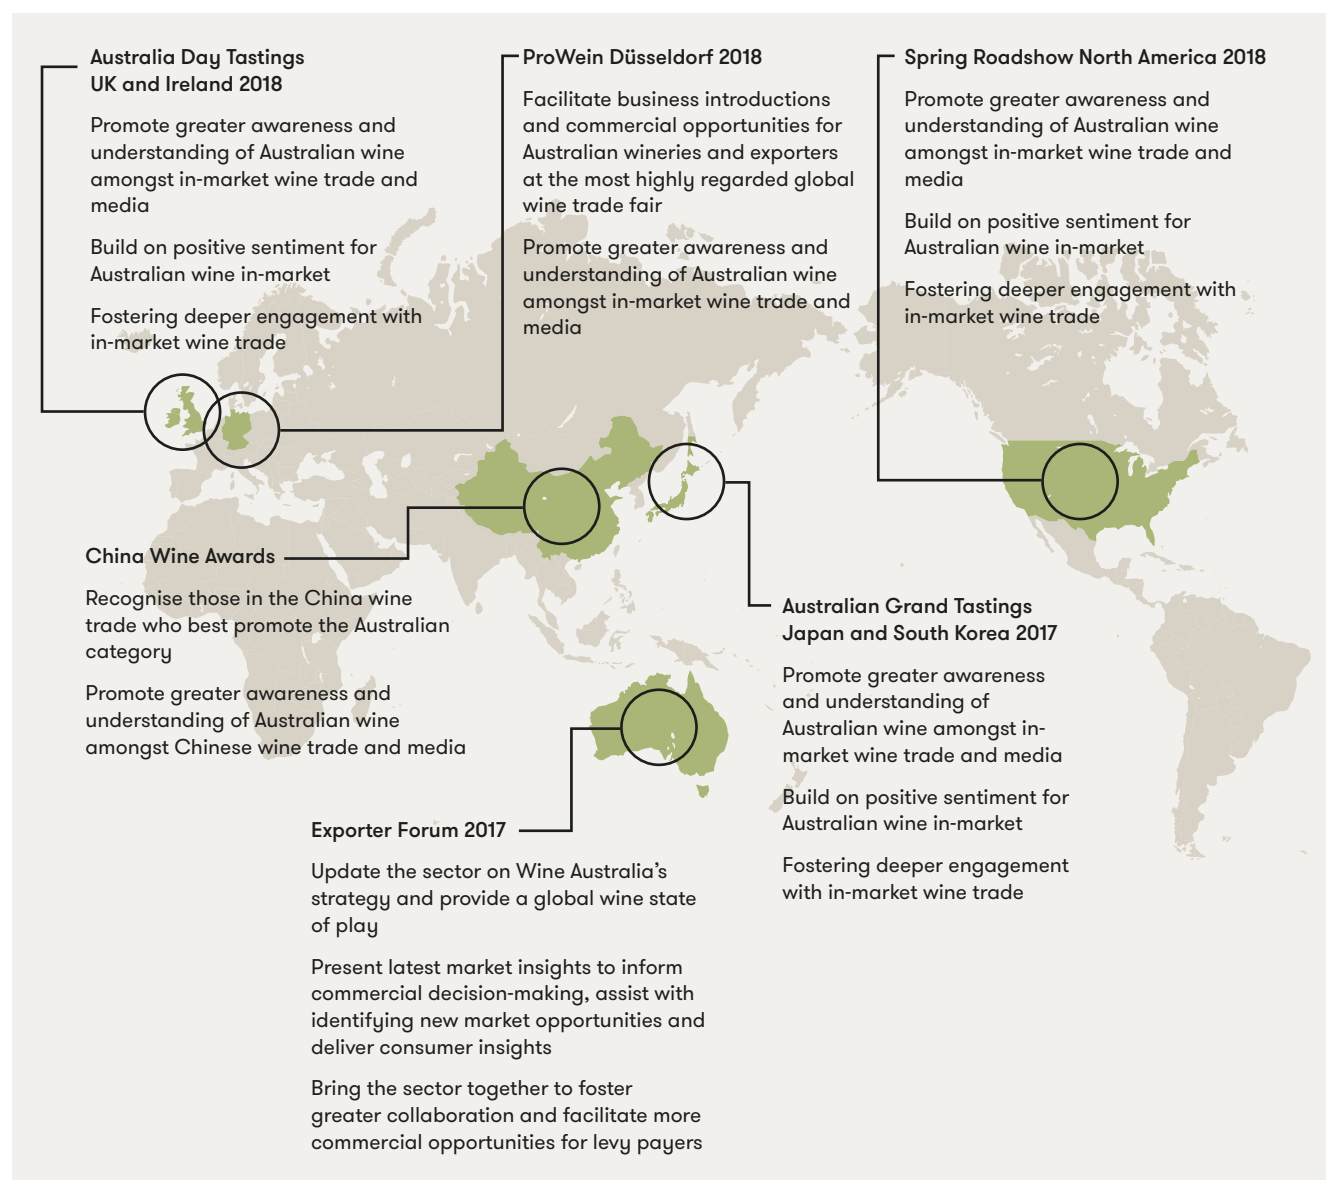 Australia Day Tastings
UK and Ireland 2018
Promote greater awareness and
understanding of Australian wine
amongst in-market wine trade and
media
Build on positive sentiment for
Australian wine in-market
Fostering deeper engagement with
in-market wine trade
ProWein Düsseldorf 2018
Facilitate business introductions
and commercial opportunities for
Australian wineries and exporters
at the most highly regarded global
wine trade fair
Promote greater awareness and
understanding of Australian wine
amongst in-market wine trade and
media
Spring Roadshow North America 2018
Promote greater awareness and
understanding of Australian wine
amongst in-market wine trade and
media
Build on positive sentiment for
Australian wine in-market
Fostering deeper engagement with
in-market wine trade
China Wine Awards
Recognise those in the China wine
trade who best promote the Australian
category
Promote greater awareness and
understanding of Australian wine
amongst Chinese wine trade and media
Australian Grand Tastings
Japan and South Korea 2017
Promote greater awareness
and understanding of
Australian wine amongst in-
market wine trade and media
Build on positive sentiment for
Australian wine in-market
Fostering deeper engagement
with in-market wine trade
Exporter Forum 2017
Update the sector on Wine Australia’s
strategy and provide a global wine state
of play
Present latest market insights to inform
commercial decision-making, assist with
identifying new market opportunities and
deliver consumer insights
Bring the sector together to foster
greater collaboration and facilitate more
commercial opportunities for levy payers